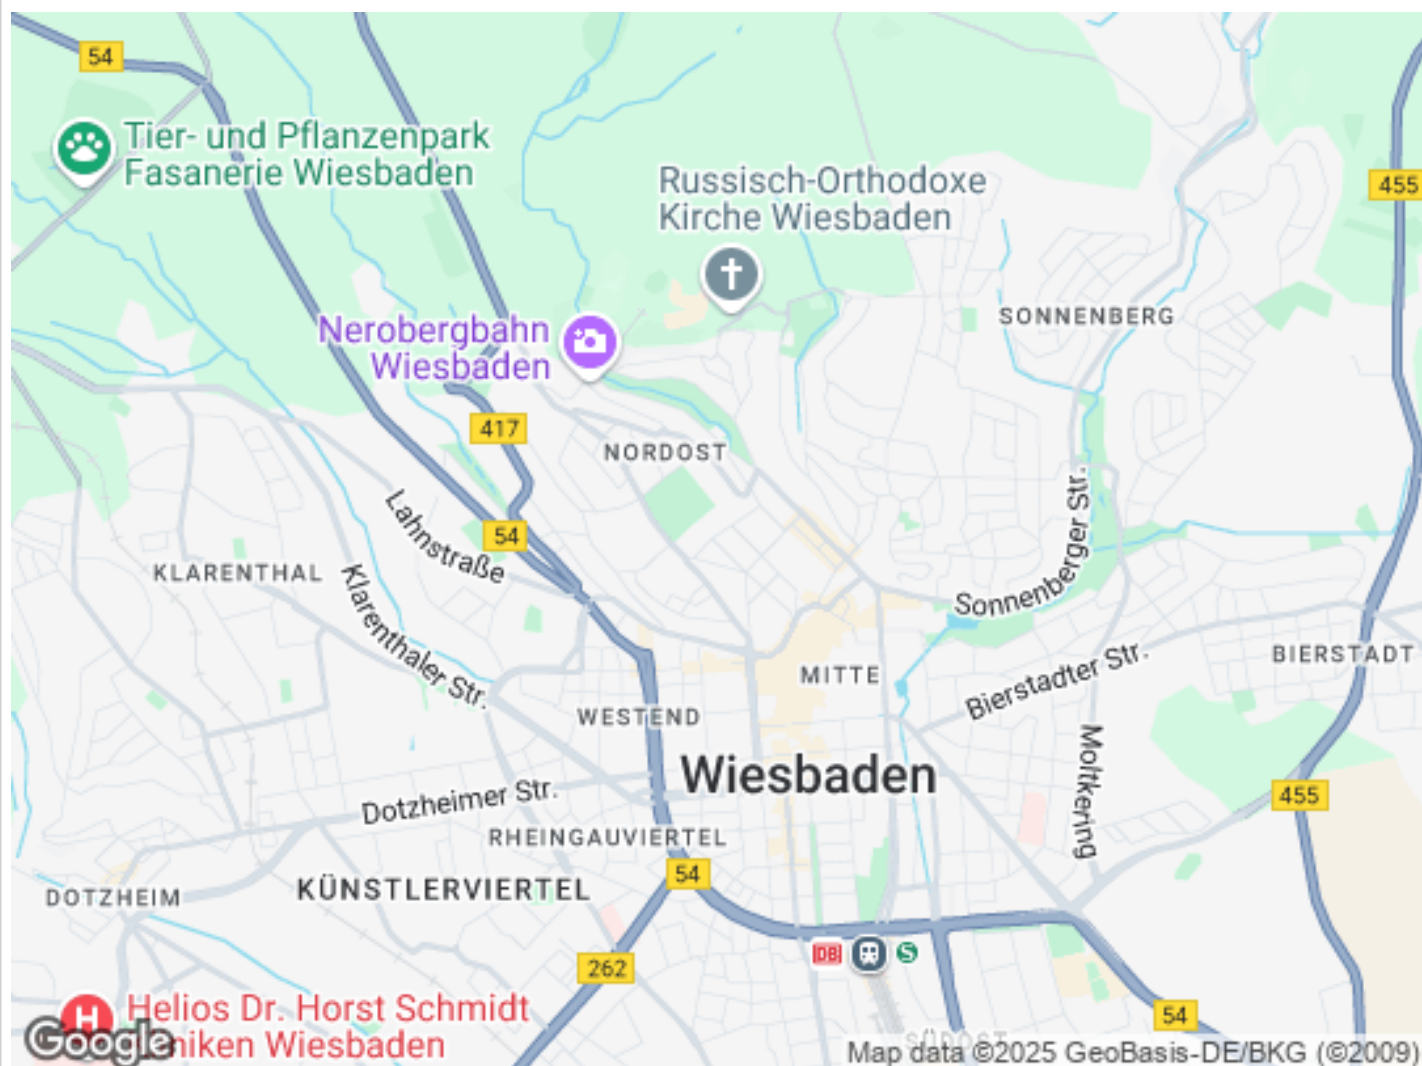 54
Tier- und Pflanzenpark
Fasanerie Wiesbaden
Russisch-Orthodoxe
Kirche Wiesbaden
455
Nerobergbahn
Wiesbaden
SONNENBERG
417
NORDOST
54
Lahnstraße
KLARENTHAL
Klarenthaler Str.
Sonnenberger Str.
MITTE
Bierstadter Str.
BIERSTADT
WESTEND
Wiesbaden
Moltkering
455
Dotzheimer Str.
RHEINGAUVIERTEL
54
DOTZHEIM
KÜNSTLERVIERTEL
262
DB
S
H
Helios Dr. Horst Schmidt
Kliniken Wiesbaden
54
SÜDOST
Google
Map data ©2025 GeoBasis-DE/BKG (©2009)